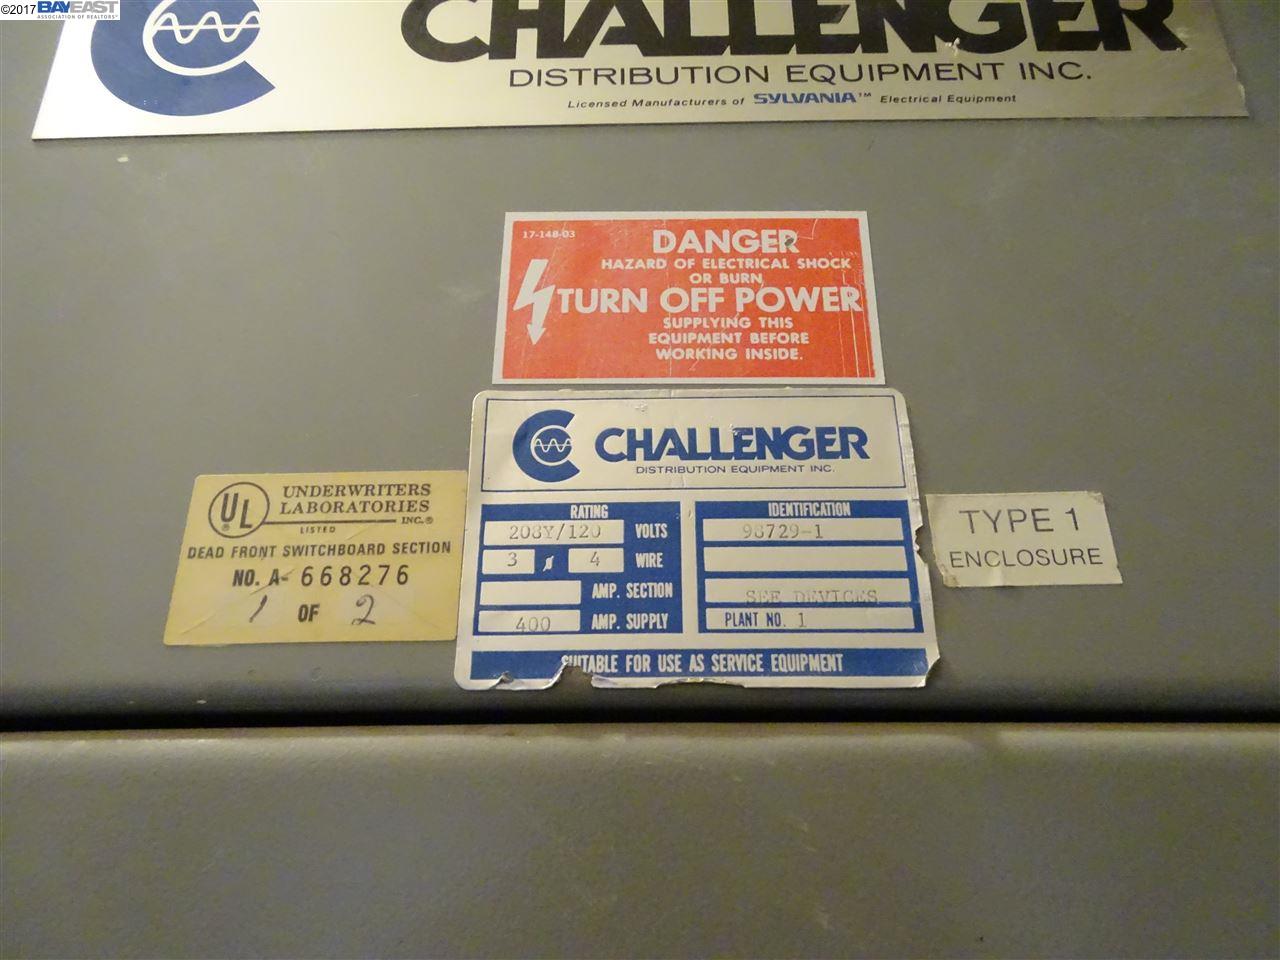 ©2017 BAYEAST
ASSOCIATION OF REALTORS®
CHALLENGER
DISTRIBUTION EQUIPMENT INC.
Licensed Manufacturers of SYLVANIA™ Electrical Equipment
17-148-03
DANGER
HAZARD OF ELECTRICAL SHOCK
OR BURN
TURN OFF POWER
SUPPLYING THIS
EQUIPMENT BEFORE
WORKING INSIDE.
CHALLENGER
DISTRIBUTION EQUIPMENT INC.
RATING
208Y/120 VOLTS
3 ø 4 WIRE
AMP. SECTION
400 AMP. SUPPLY
IDENTIFICATION
98729-1
SEE DEVICES
PLANT NO. 1
SUITABLE FOR USE AS SERVICE EQUIPMENT
UL
UNDERWRITERS
LABORATORIES
INC.®
LISTED
DEAD FRONT SWITCHBOARD SECTION
NO. A- 668276
1 OF 2
TYPE 1
ENCLOSURE